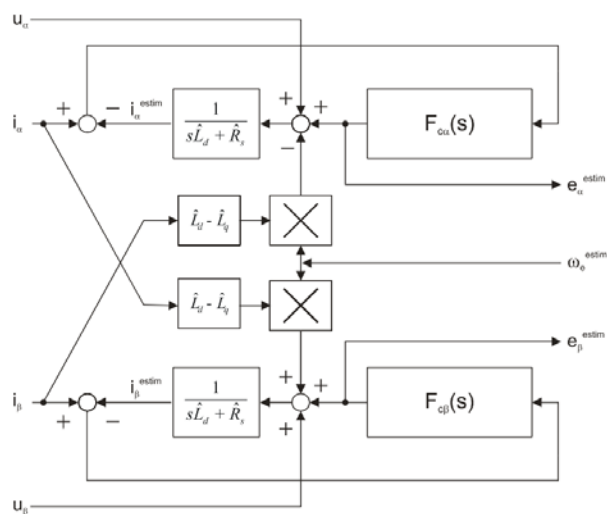 u_α
+ − i_α^estim 1 / (sL̂_d + R̂_s) + + F_cα(s)
i_α
−
e_α^estim
L̂_d - L̂_q
ω_e^estim
L̂_d - L̂_q
e_β^estim
i_β^estim 1 / (sL̂_d + R̂_s) + + F_cβ(s)
i_β
+ − +
u_β